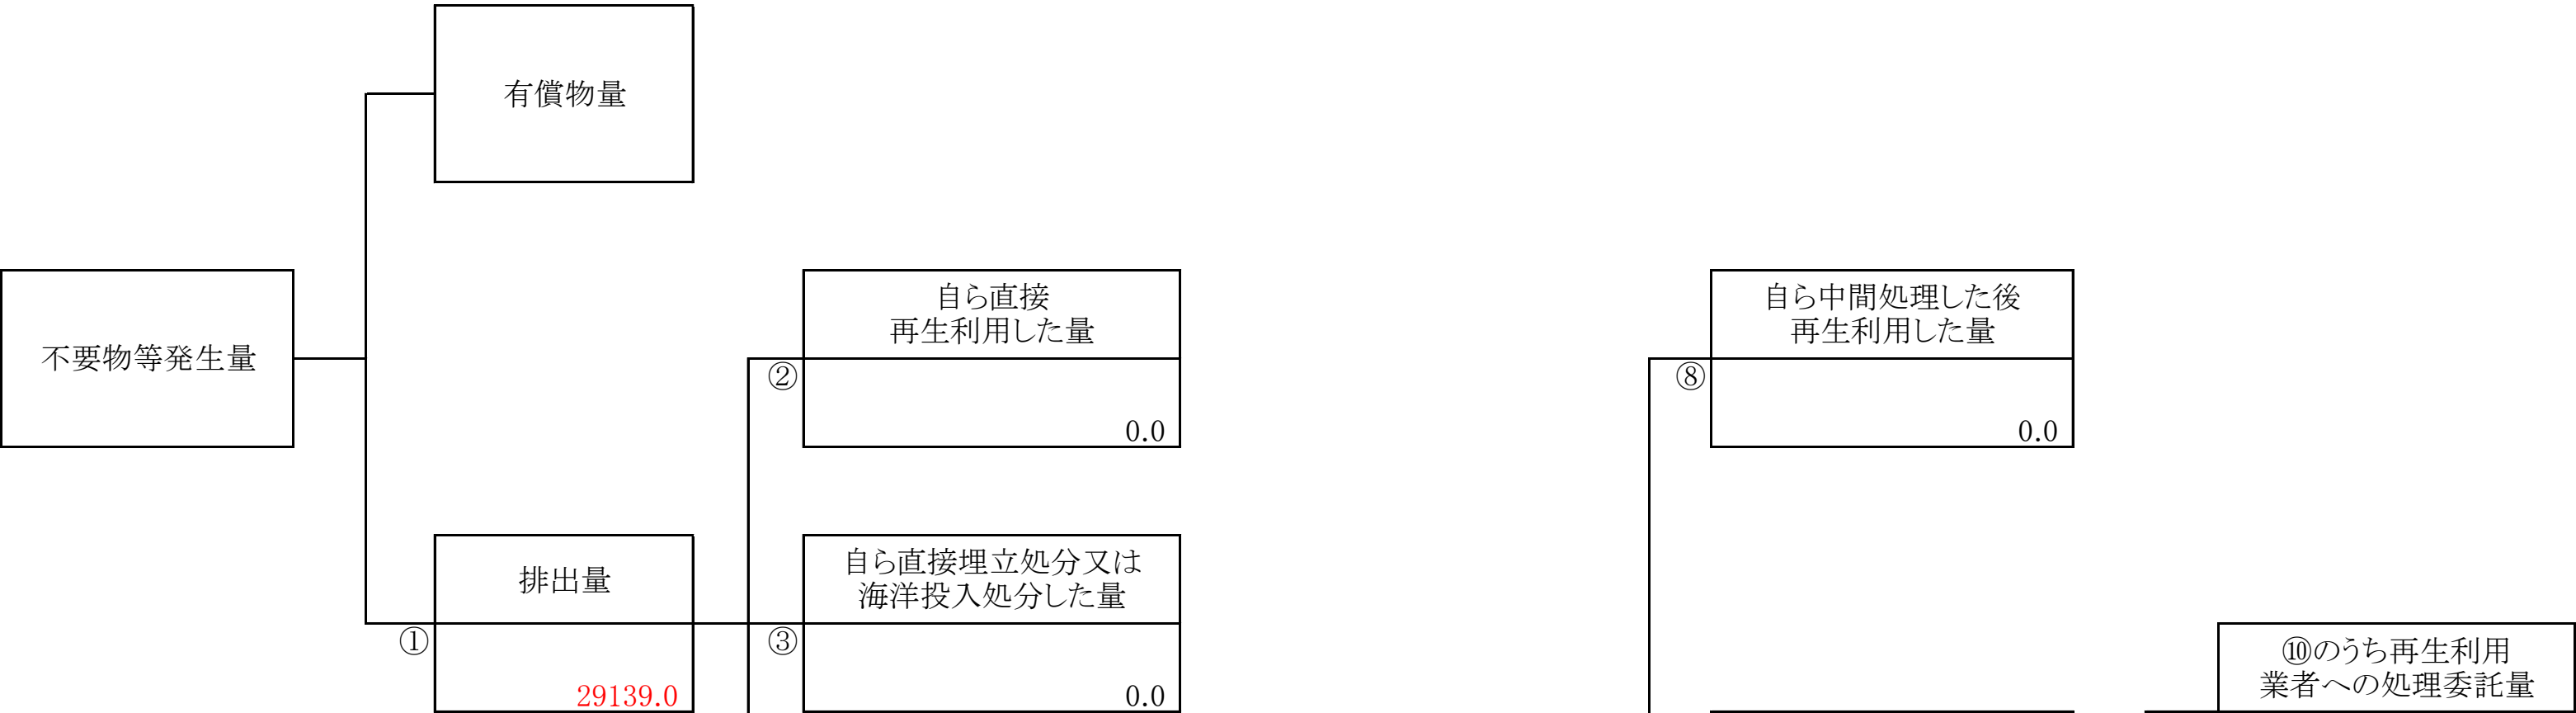 有償物量
不要物等発生量
自ら直接
再生利用した量
②
0.0
自ら中間処理した後
再生利用した量
⑧
0.0
排出量
①
29139.0
自ら直接埋立処分又は
海洋投入処分した量
③
0.0
⑩のうち再生利用
業者への処理委託量